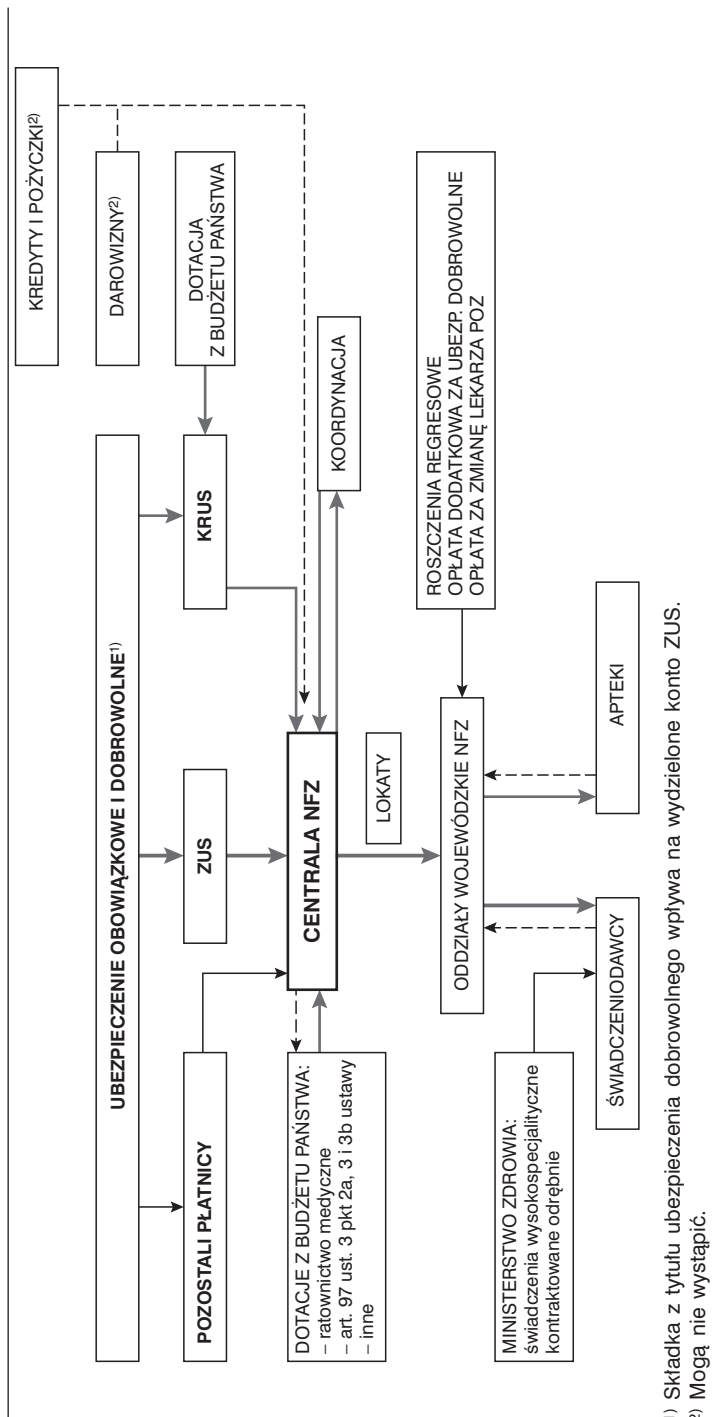 KREDYTY I POŻYCZKI²⁾
DAROWIZNY²⁾
UBEZPIECZENIE OBOWIĄZKOWE I DOBROWOLNE¹⁾
POZOSTALI PŁATNICY
ZUS
KRUS
DOTACJA
Z BUDŻETU PAŃSTWA
DOTACJE Z BUDŻETU PAŃSTWA:
– ratownictwo medyczne
– art. 97 ust. 3 pkt 2a, 3 i 3b ustawy
– inne
CENTRALA NFZ
KOORDYNACJA
LOKATY
MINISTERSTWO ZDROWIA:
świadczenia wysokospecjalityczne
kontraktowane odrębnie
ODDZIAŁY WOJEWÓDZKIE NFZ
ROSZCZENIA REGRESOWE
OPŁATA DODATKOWA ZA UBEZP. DOBROWOLNE
OPŁATA ZA ZMIANĘ LEKARZA POZ
ŚWIADCZENIODAWCY
APTEKI
¹⁾ Składka z tytułu ubezpieczenia dobrowolnego wpływa na wydzielone konto ZUS.
²⁾ Mogą nie wystąpić.